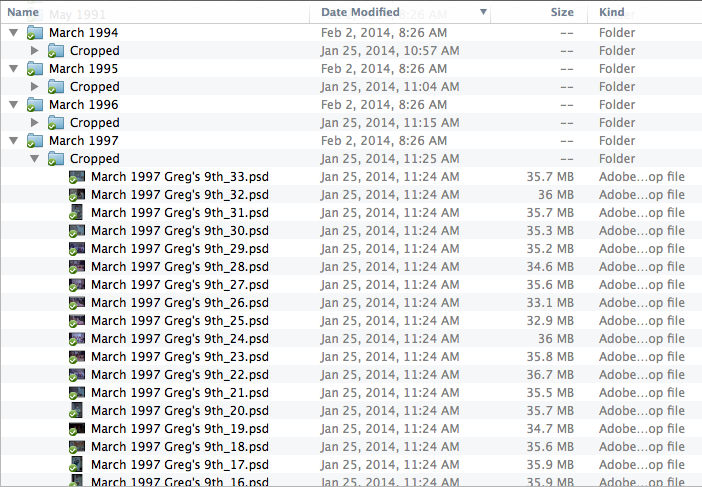 Name Date Modified Size Kind
May 1991
March 1994 Feb 2, 2014, 8:26 AM -- Folder
Cropped Jan 25, 2014, 10:57 AM -- Folder
March 1995 Feb 2, 2014, 8:26 AM -- Folder
Cropped Jan 25, 2014, 11:04 AM -- Folder
March 1996 Feb 2, 2014, 8:26 AM -- Folder
Cropped Jan 25, 2014, 11:15 AM -- Folder
March 1997 Feb 2, 2014, 8:26 AM -- Folder
Cropped Jan 25, 2014, 11:25 AM -- Folder
March 1997 Greg's 9th_33.psd Jan 25, 2014, 11:24 AM 35.7 MB Adobe...op file
March 1997 Greg's 9th_32.psd Jan 25, 2014, 11:24 AM 36 MB Adobe...op file
March 1997 Greg's 9th_31.psd Jan 25, 2014, 11:24 AM 35.7 MB Adobe...op file
March 1997 Greg's 9th_30.psd Jan 25, 2014, 11:24 AM 35.3 MB Adobe...op file
March 1997 Greg's 9th_29.psd Jan 25, 2014, 11:24 AM 35.2 MB Adobe...op file
March 1997 Greg's 9th_28.psd Jan 25, 2014, 11:24 AM 34.6 MB Adobe...op file
March 1997 Greg's 9th_27.psd Jan 25, 2014, 11:24 AM 35.6 MB Adobe...op file
March 1997 Greg's 9th_26.psd Jan 25, 2014, 11:24 AM 33.1 MB Adobe...op file
March 1997 Greg's 9th_25.psd Jan 25, 2014, 11:24 AM 32.9 MB Adobe...op file
March 1997 Greg's 9th_24.psd Jan 25, 2014, 11:24 AM 36 MB Adobe...op file
March 1997 Greg's 9th_23.psd Jan 25, 2014, 11:24 AM 35.8 MB Adobe...op file
March 1997 Greg's 9th_22.psd Jan 25, 2014, 11:24 AM 36.7 MB Adobe...op file
March 1997 Greg's 9th_21.psd Jan 25, 2014, 11:24 AM 35.5 MB Adobe...op file
March 1997 Greg's 9th_20.psd Jan 25, 2014, 11:24 AM 35.7 MB Adobe...op file
March 1997 Greg's 9th_19.psd Jan 25, 2014, 11:24 AM 34.7 MB Adobe...op file
March 1997 Greg's 9th_18.psd Jan 25, 2014, 11:24 AM 35.6 MB Adobe...op file
March 1997 Greg's 9th_17.psd Jan 25, 2014, 11:24 AM 35.9 MB Adobe...op file
March 1997 Greg's 9th_16.psd Jan 25, 2014, 11:24 AM 35.9 MB Adobe...op file